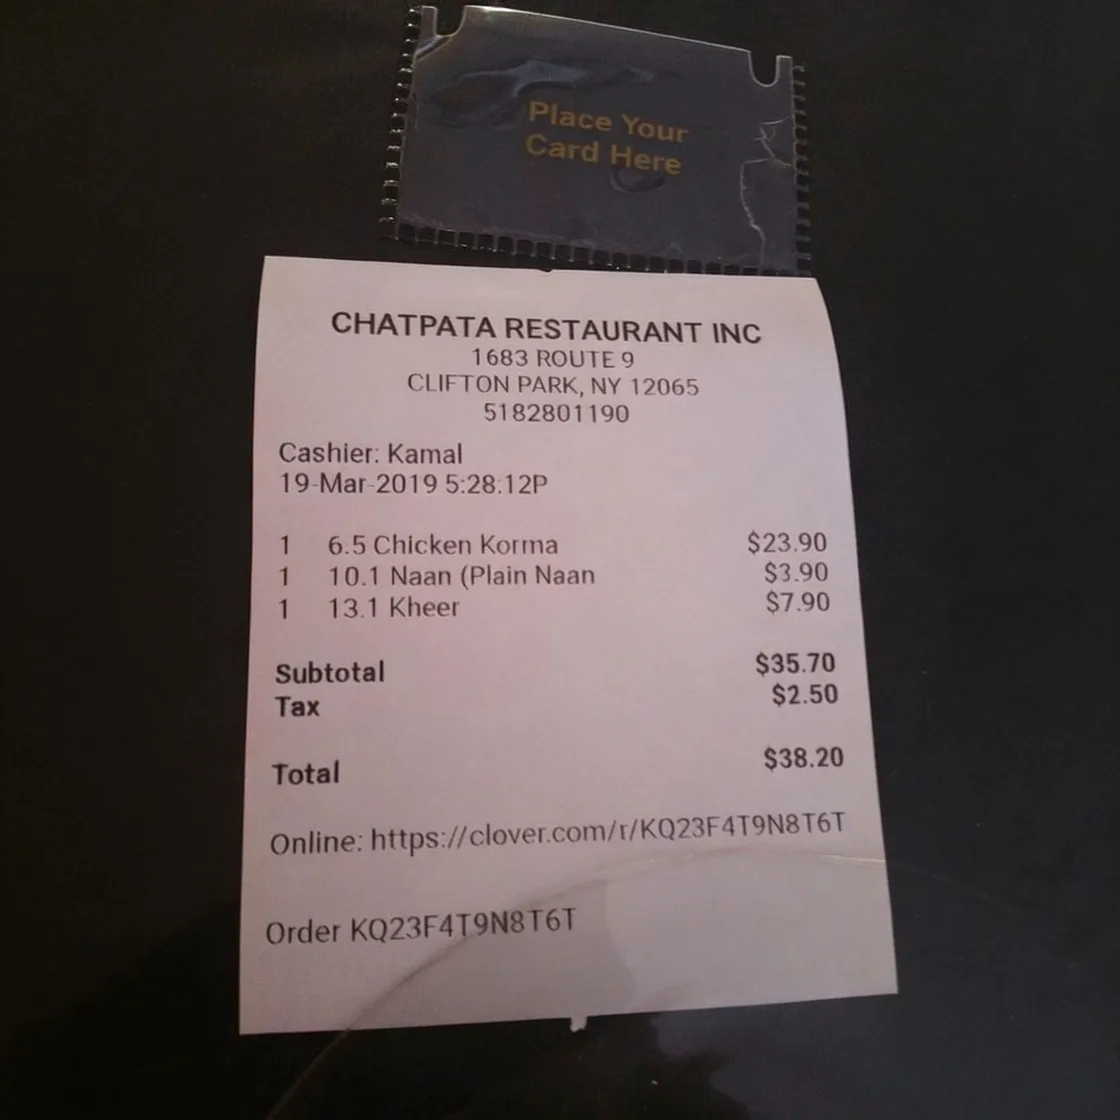 Place Your
Card Here
CHATPATA RESTAURANT INC
1683 ROUTE 9
CLIFTON PARK, NY 12065
5182801190
Cashier: Kamal
19-Mar-2019 5:28:12P
1 6.5 Chicken Korma $23.90
1 10.1 Naan (Plain Naan $3.90
1 13.1 Kheer $7.90
Subtotal $35.70
Tax $2.50
Total $38.20
Online: https://clover.com/r/KQ23F4T9N8T6T
Order KQ23F4T9N8T6T